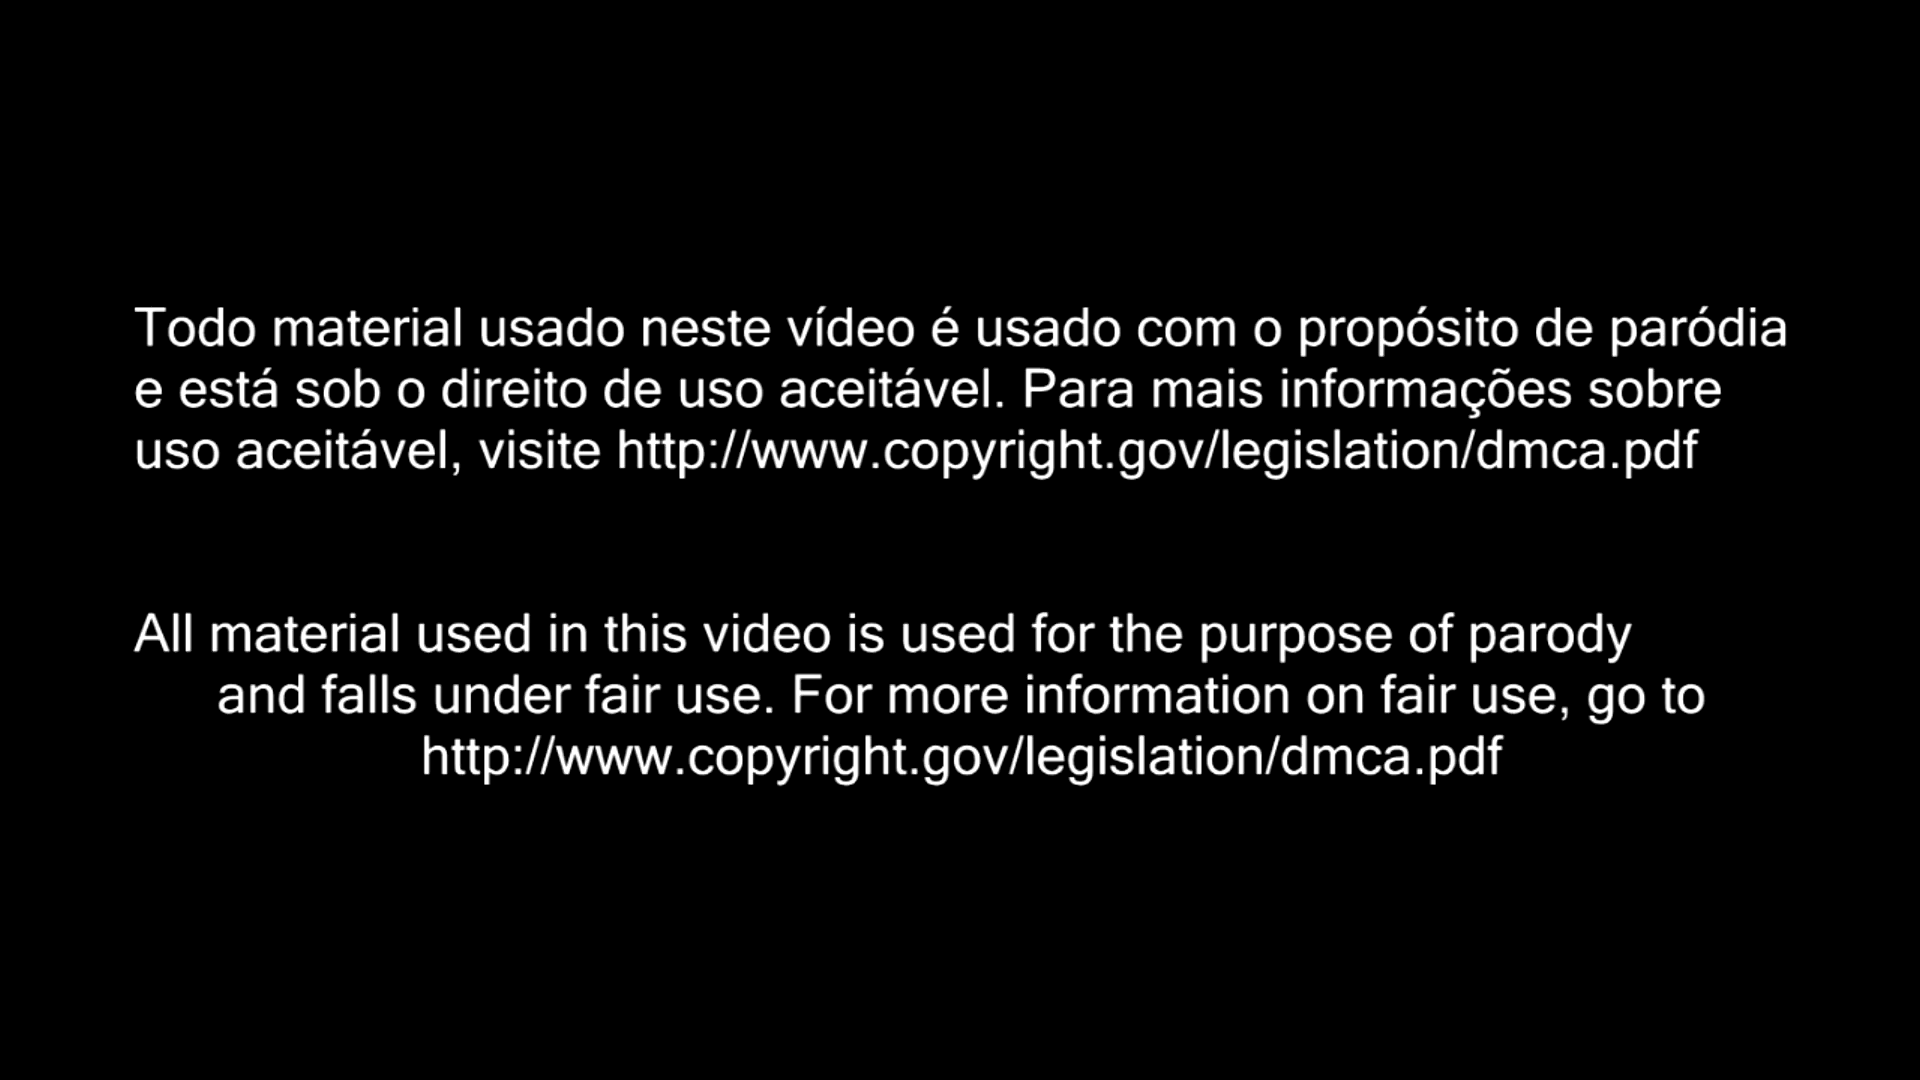 Todo material usado neste vídeo é usado com o propósito de paródia
e está sob o direito de uso aceitável. Para mais informações sobre
uso aceitável, visite http://www.copyright.gov/legislation/dmca.pdf
All material used in this video is used for the purpose of parody
and falls under fair use. For more information on fair use, go to
http://www.copyright.gov/legislation/dmca.pdf